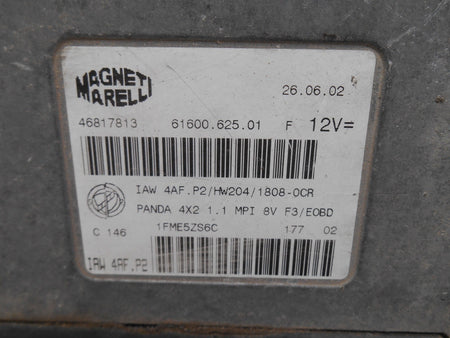 MAGNETI
MARELLI
26.06.02
46817813 61600.625.01 F 12V=
IAW 4AF.P2/HW204/1808-0CR
PANDA 4X2 1.1 MPI 8V F3/EOBD
C 146 1FME5ZS6C 177 02
IAW 4AF.P2